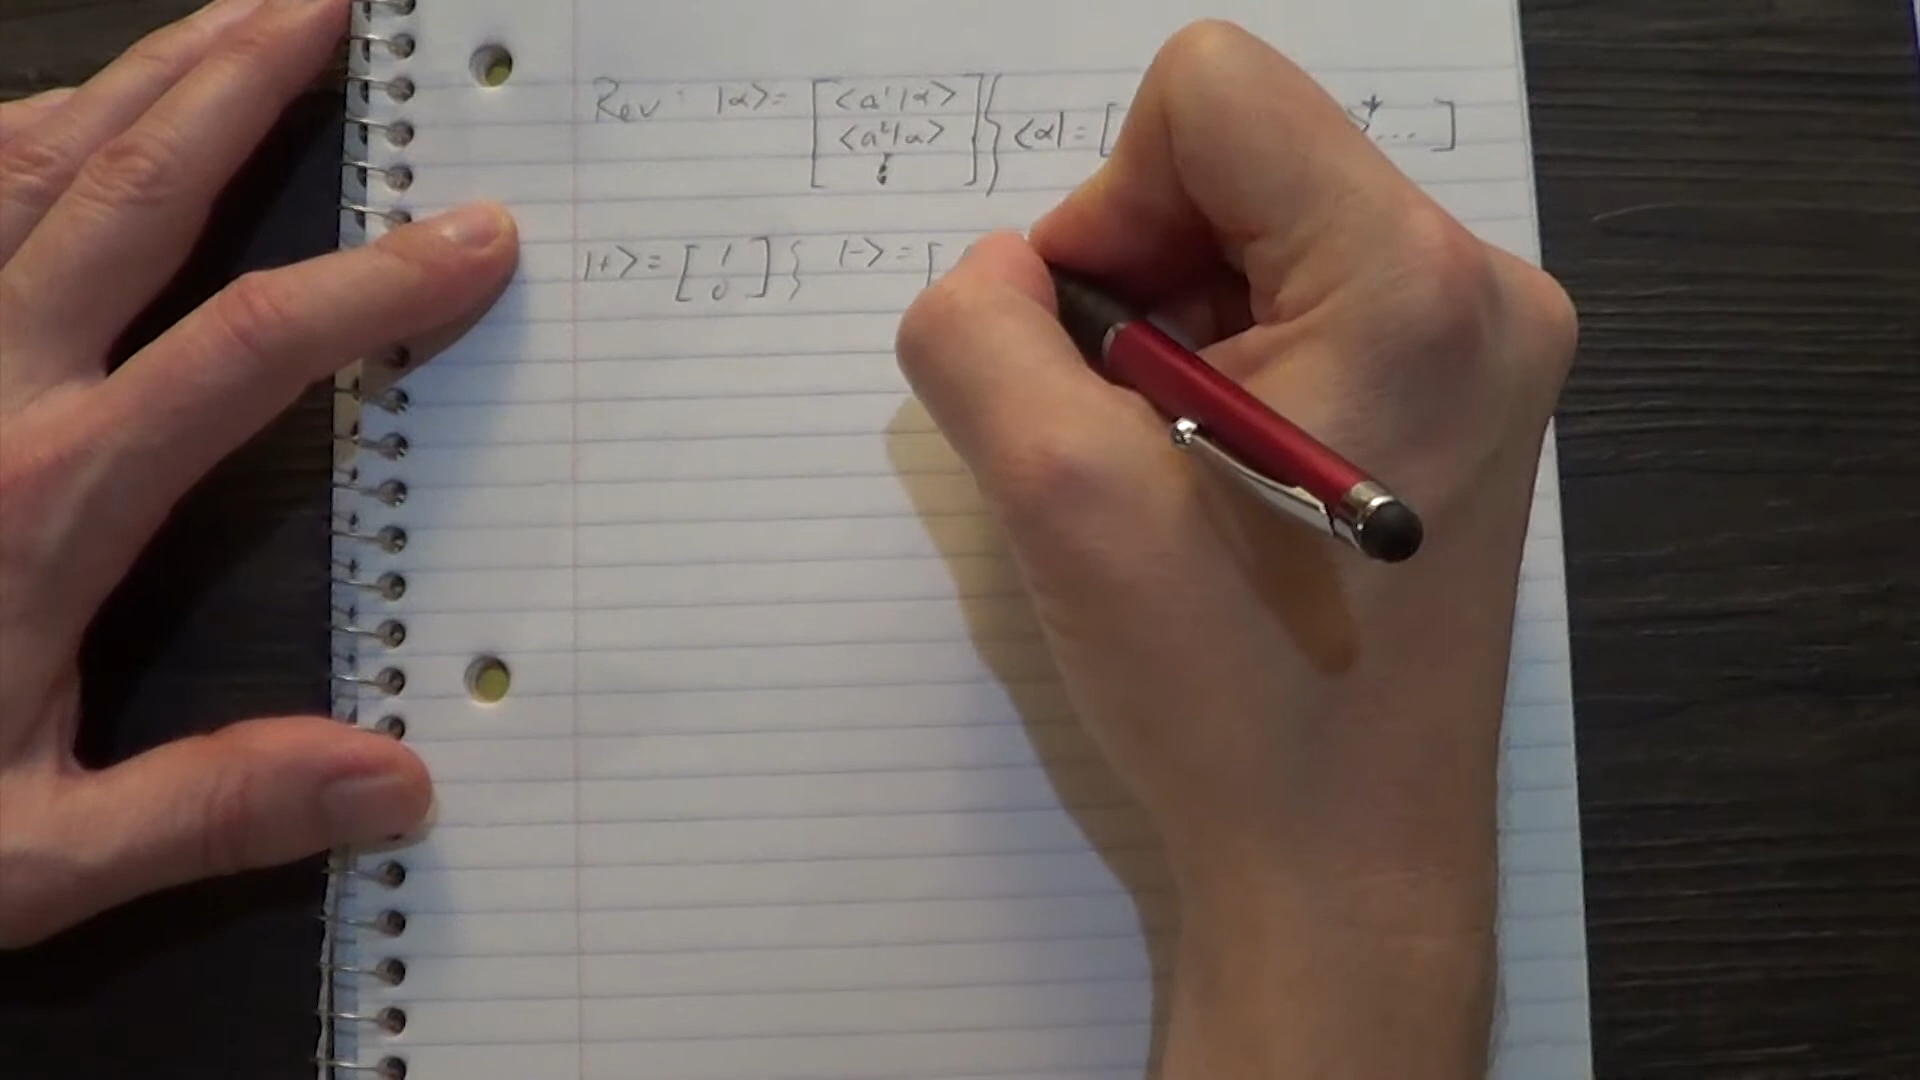 Rev: |α> = [ <a¹|α> <a²|α> ⋮ ] } <α| = [ >* ... ]
|+> = [ 1 0 ] } |-> = [